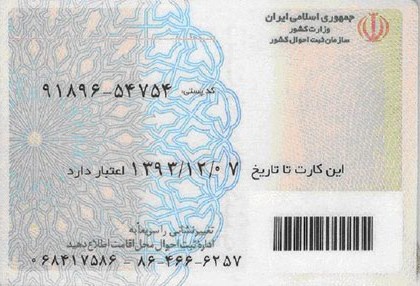 جمهوری اسلامی ایران
وزارت کشور
سازمان ثبت احوال کشور
کد پستی: ۹۱۸۹۶-۵۴۷۵۴
این کارت تا تاریخ ۱۳۹۳/۱۲/۰۷ اعتبار دارد
تغییر نشانی را سریعاً به
اداره ثبت احوال محل اقامت اطلاع دهید
۰۶۸۴۱۷۵۸۶ - ۸۶-۴۶۶-۶۲۵۷